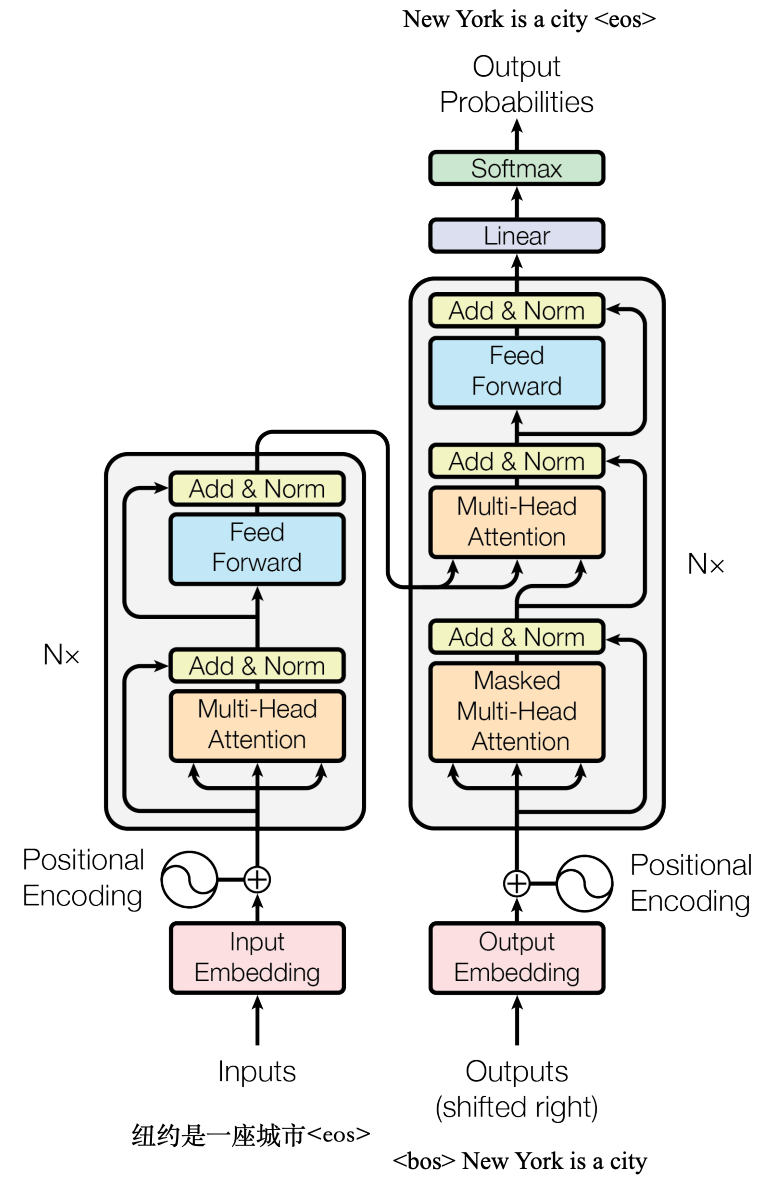 New York is a city <eos>
Output
Probabilities
Softmax
Linear
Add & Norm
Feed
Forward
Add & Norm
Multi-Head
Attention
Add & Norm
Masked
Multi-Head
Attention
N×
Add & Norm
Feed
Forward
Add & Norm
Multi-Head
Attention
N×
Positional
Encoding
Positional
Encoding
Input
Embedding
Output
Embedding
Inputs
Outputs
(shifted right)
纽约是一座城市<eos>
<bos> New York is a city